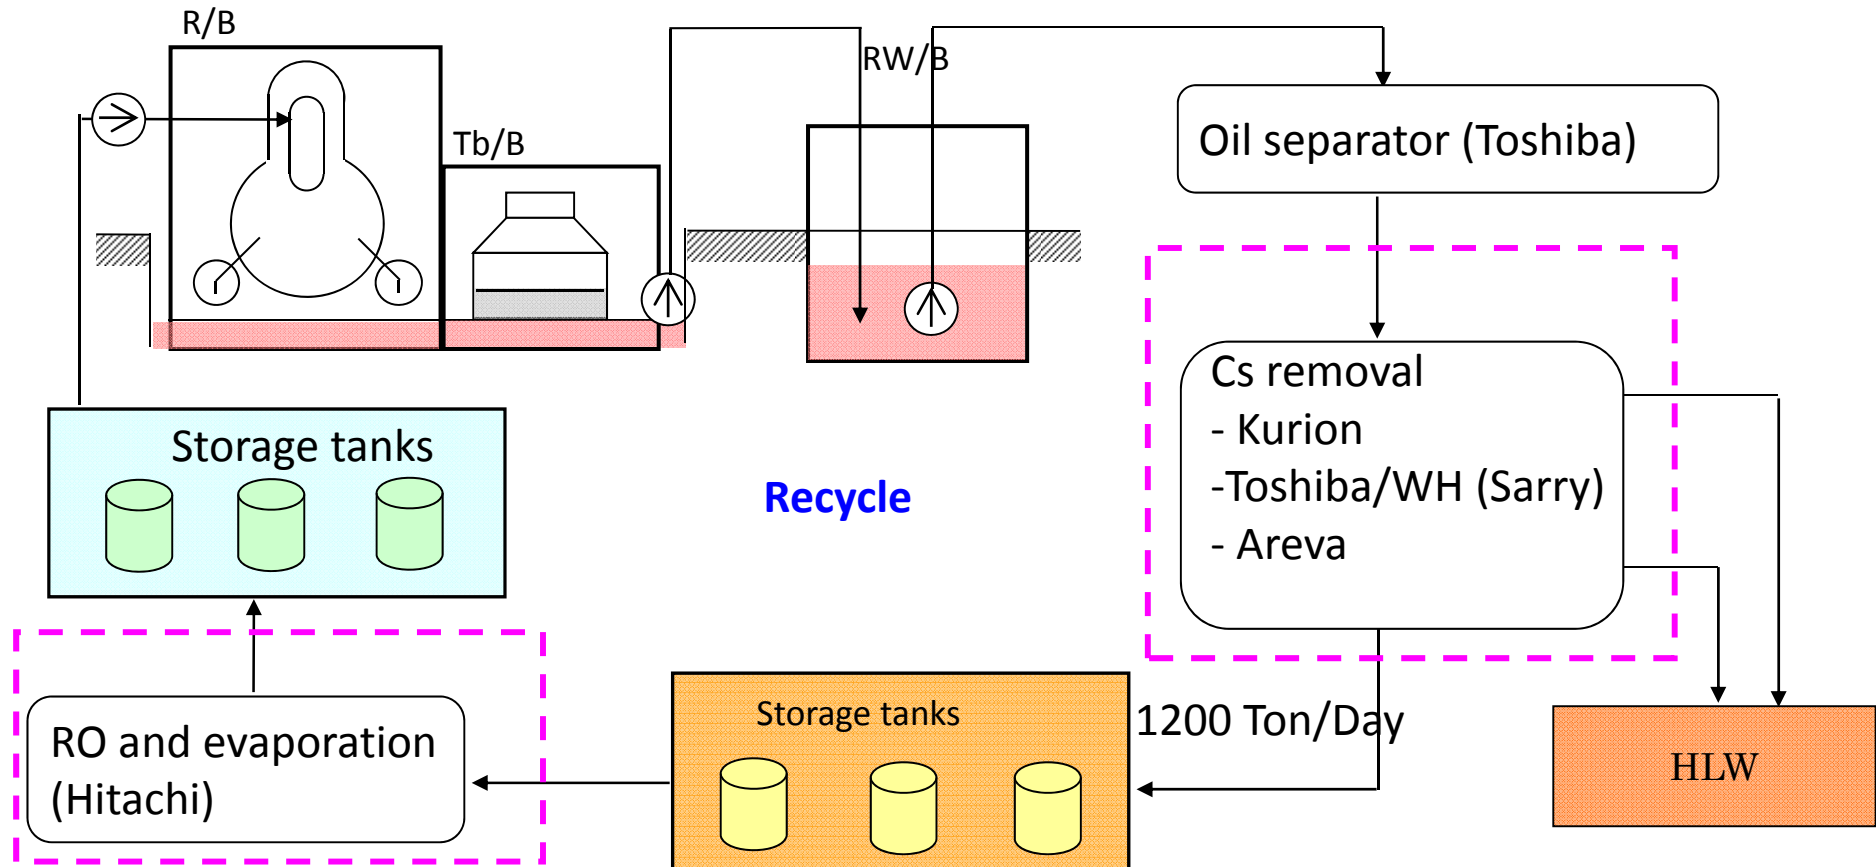 R/B
RW/B
Tb/B
Oil separator (Toshiba)
Cs removal
- Kurion
-Toshiba/WH (Sarry)
- Areva
Storage tanks
Recycle
Storage tanks
1200 Ton/Day
RO and evaporation
(Hitachi)
HLW